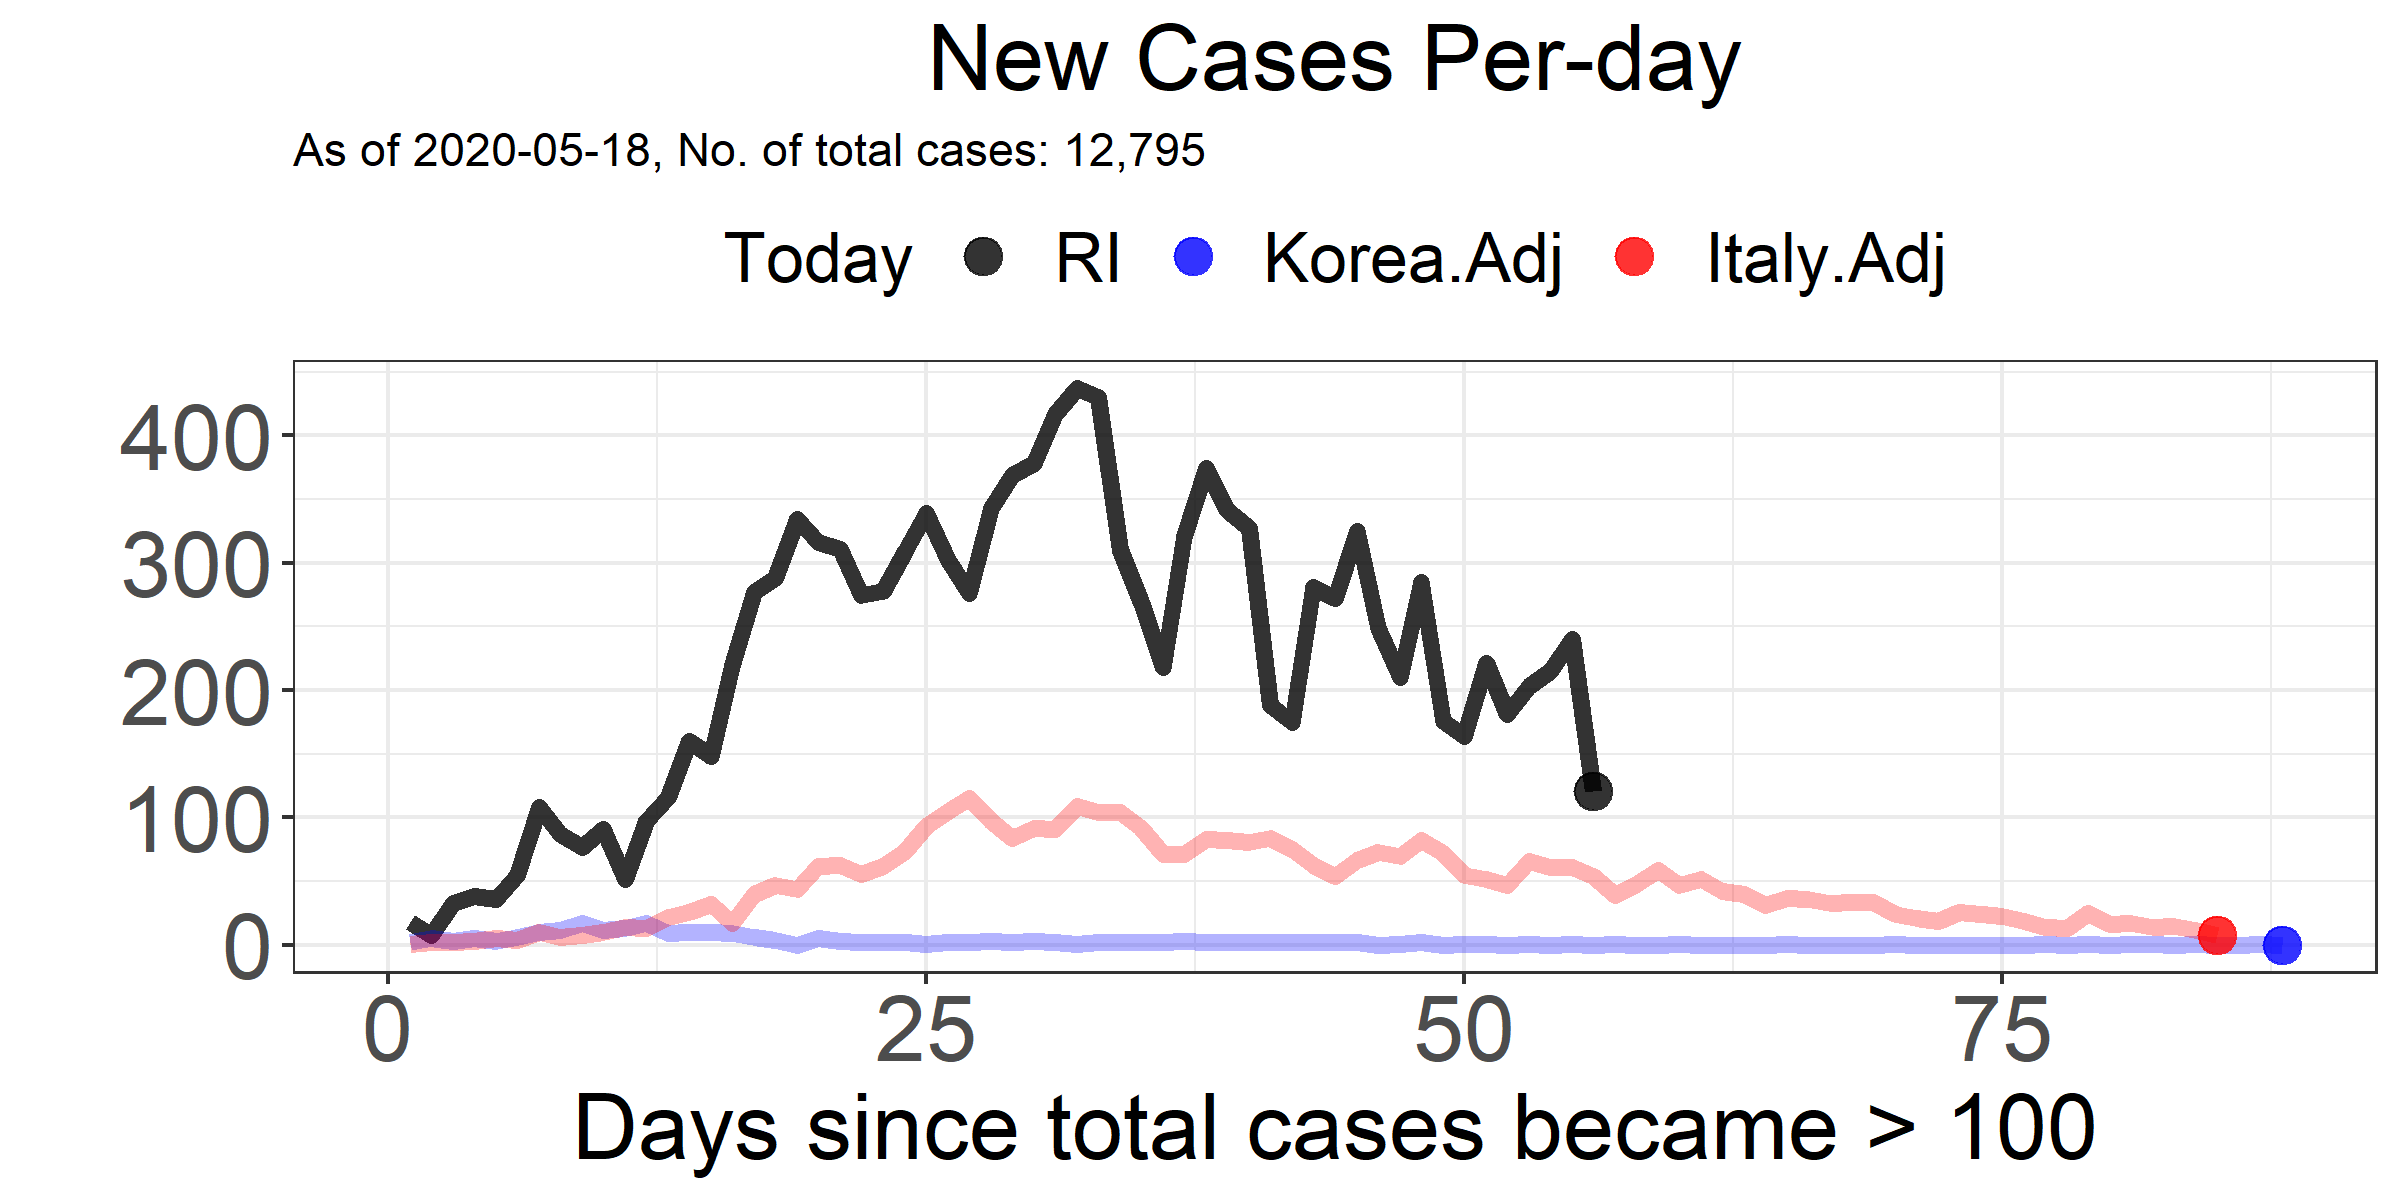 New Cases Per-day
As of 2020-05-18, No. of total cases: 12,795
Today RI Korea.Adj Italy.Adj
400
300
200
100
0
0 25 50 75
Days since total cases became > 100